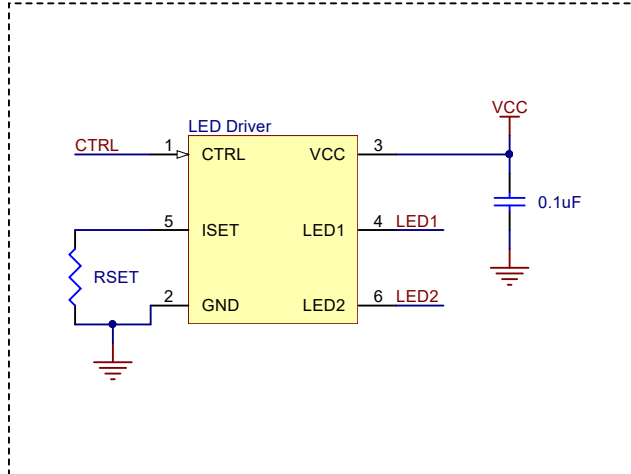 LED Driver
VCC
CTRL 1 CTRL VCC 3
0.1uF
5 ISET LED1 4 LED1
RSET
2 GND LED2 6 LED2